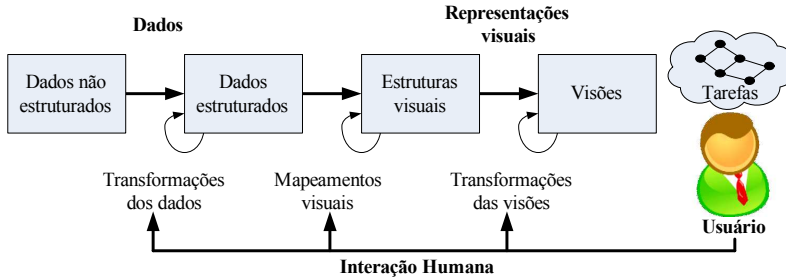 Dados
Representações
visuais
Dados não
estruturados
Dados
estruturados
Estruturas
visuais
Visões
Tarefas
Transformações
dos dados
Mapeamentos
visuais
Transformações
das visões
Usuário
Interação Humana